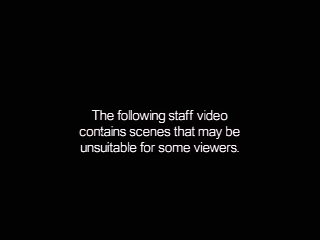 The following staff video
contains scenes that may be
unsuitable for some viewers.